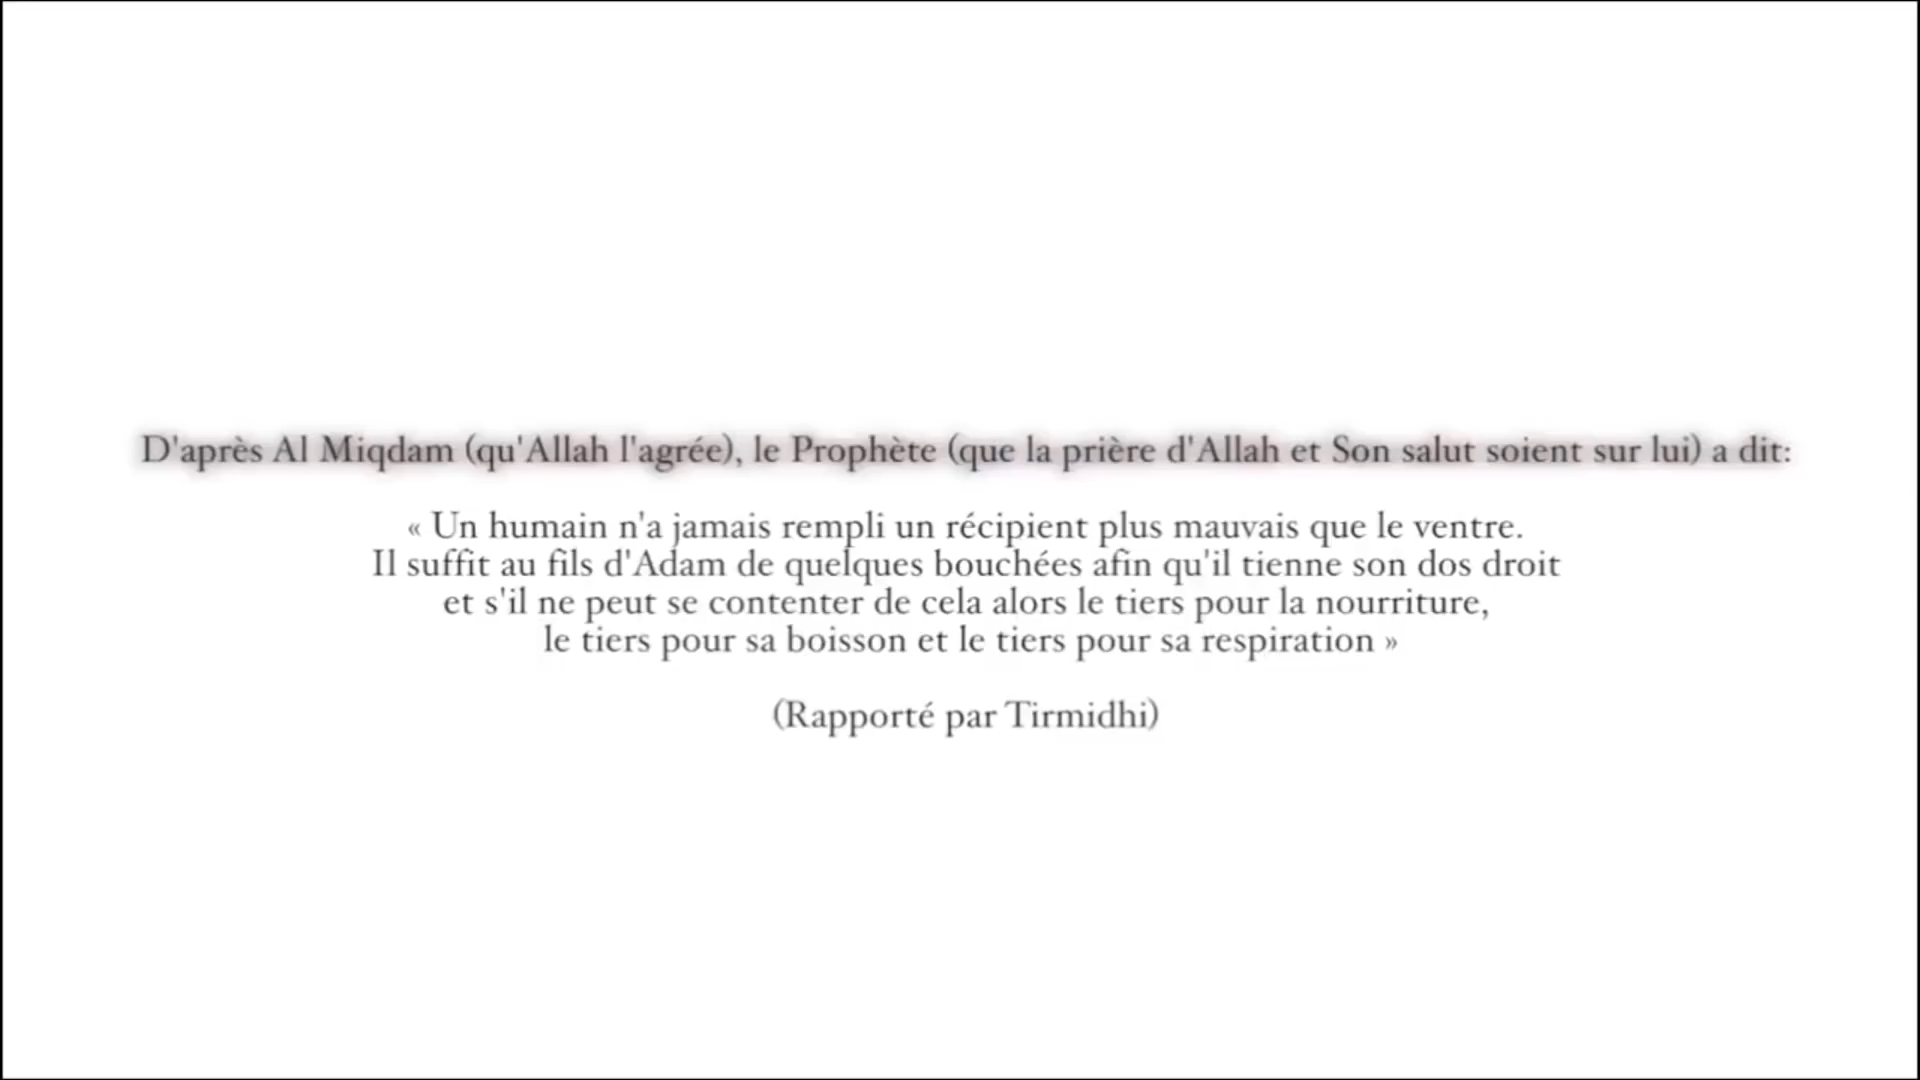 D'après Al Miqdam (qu'Allah l'agrée), le Prophète (que la prière d'Allah et Son salut soient sur lui) a dit:
« Un humain n'a jamais rempli un récipient plus mauvais que le ventre.
Il suffit au fils d'Adam de quelques bouchées afin qu'il tienne son dos droit
et s'il ne peut se contenter de cela alors le tiers pour la nourriture,
le tiers pour sa boisson et le tiers pour sa respiration »
(Rapporté par Tirmidhi)